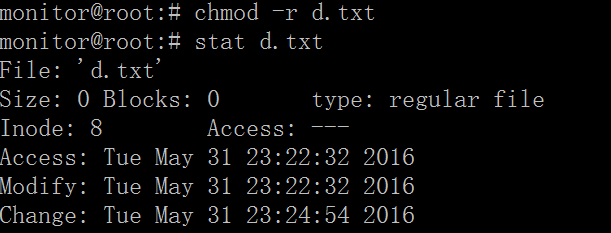 monitor@root:# chmod -r d.txt
monitor@root:# stat d.txt
File: 'd.txt'
Size: 0 Blocks: 0 type: regular file
Inode: 8 Access: ---
Access: Tue May 31 23:22:32 2016
Modify: Tue May 31 23:22:32 2016
Change: Tue May 31 23:24:54 2016